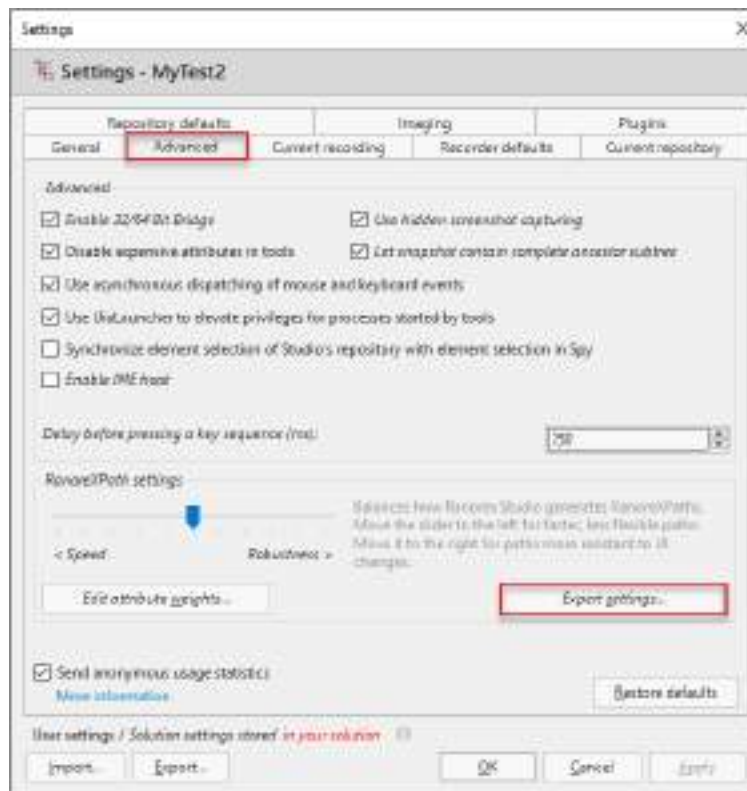 Settings
Settings - MyTest2
Repository defaults Imaging Plugins
General Advanced Current recording Recorder defaults Current repository
Advanced
Enable 32/64 Bit Bridge Use hidden screenshot capturing
Disable expensive attributes in tools Let snapshot contain complete ancestor subtree
Use asynchronous dispatching of mouse and keyboard events
Use UiaLauncher to elevate privileges for processes started by tools
Synchronize element selection of Studio's repository with element selection in Spy
Enable IME host
Delay before pressing a key sequence (ms): 750
RanoreXPath settings
Balances how Ranorex Studio generates RanoreXPaths.
Move the slider to the left for faster, less flexible paths.
Move it to the right for paths more resistant to UI
changes.
< Speed Robustness >
Edit attribute weights... Expert settings...
Send anonymous usage statistics
More information
Restore defaults
User settings / Solution settings stored in your solution
Import... Export... OK Cancel Apply